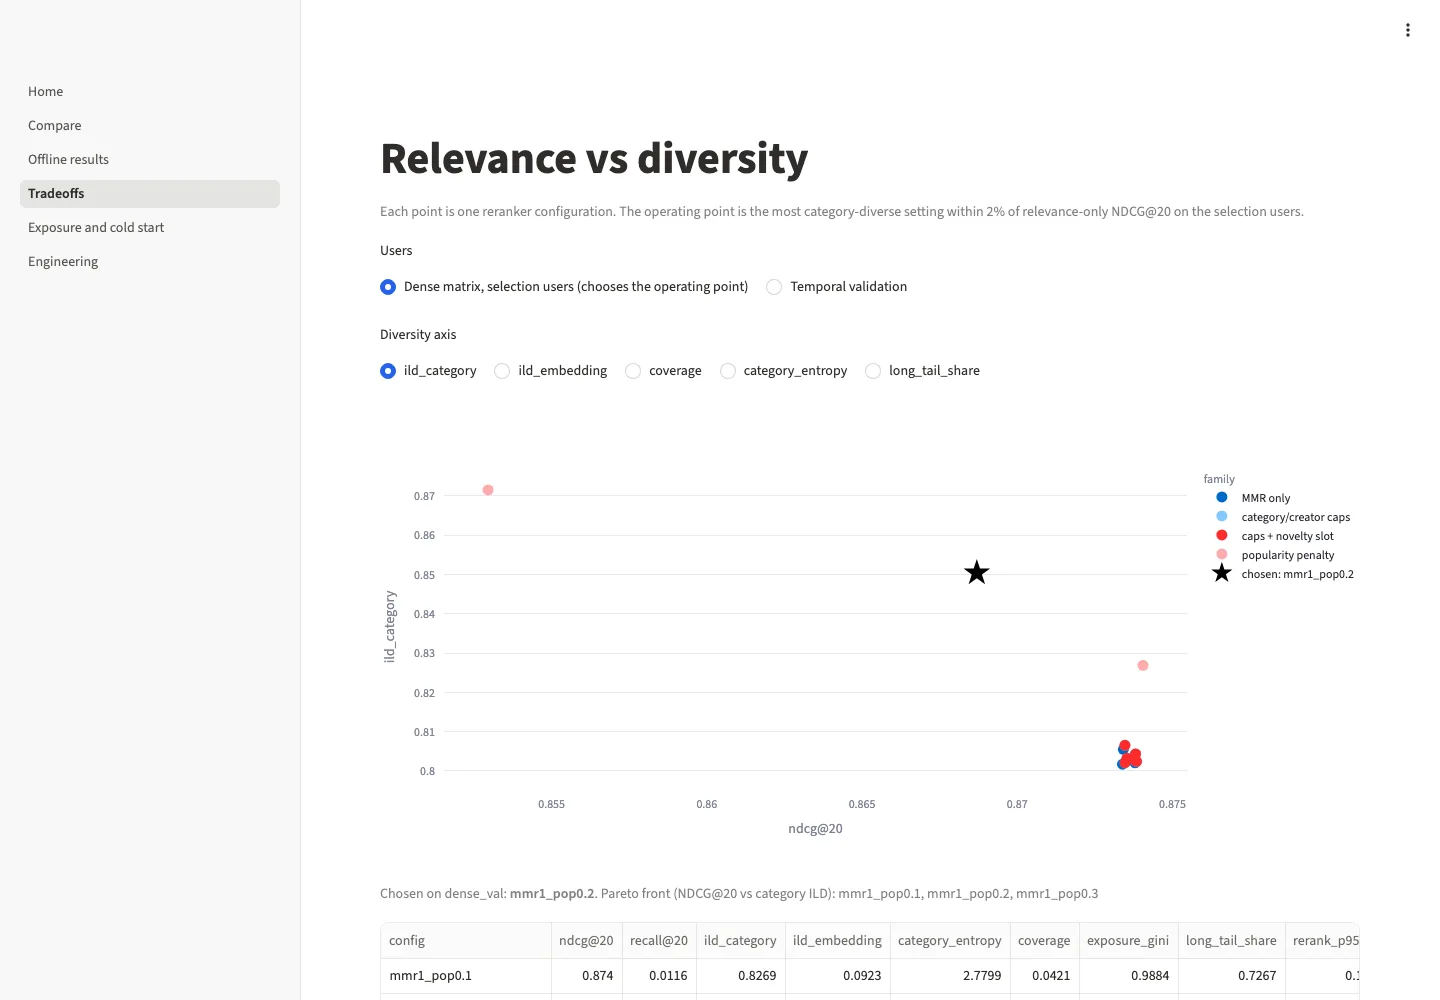 Home
Compare
Offline results
Tradeoffs
Exposure and cold start
Engineering
Relevance vs diversity
Each point is one reranker configuration. The operating point is the most category-diverse setting within 2% of relevance-only NDCG@20 on the selection users.
Users
Dense matrix, selection users (chooses the operating point) Temporal validation
Diversity axis
ild_category ild_embedding coverage category_entropy long_tail_share
family
MMR only
category/creator caps
caps + novelty slot
popularity penalty
chosen: mmr1_pop0.2
0.87
0.86
0.85
0.84
0.83
0.82
0.81
0.8
ild_category
0.855 0.86 0.865 0.87 0.875
ndcg@20
Chosen on dense_val: mmr1_pop0.2. Pareto front (NDCG@20 vs category ILD): mmr1_pop0.1, mmr1_pop0.2, mmr1_pop0.3
config ndcg@20 recall@20 ild_category ild_embedding category_entropy coverage exposure_gini long_tail_share rerank_p95
mmr1_pop0.1 0.874 0.0116 0.8269 0.0923 2.7799 0.0421 0.9884 0.7267